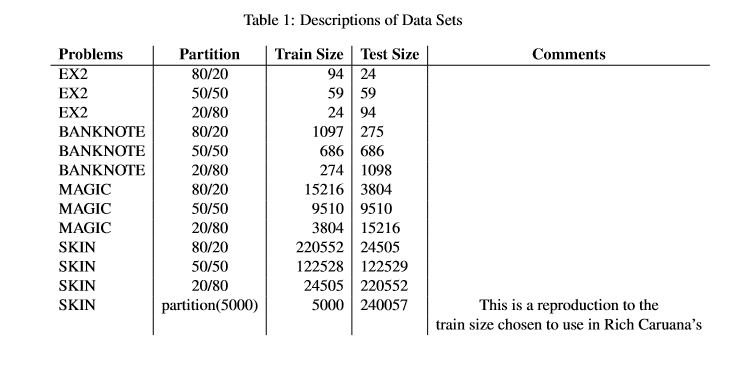 Table 1: Descriptions of Data Sets
Problems Partition Train Size Test Size Comments
EX2 80/20 94 24
EX2 50/50 59 59
EX2 20/80 24 94
BANKNOTE 80/20 1097 275
BANKNOTE 50/50 686 686
BANKNOTE 20/80 274 1098
MAGIC 80/20 15216 3804
MAGIC 50/50 9510 9510
MAGIC 20/80 3804 15216
SKIN 80/20 220552 24505
SKIN 50/50 122528 122529
SKIN 20/80 24505 220552
SKIN partition(5000) 5000 240057 This is a reproduction to the
train size chosen to use in Rich Caruana's